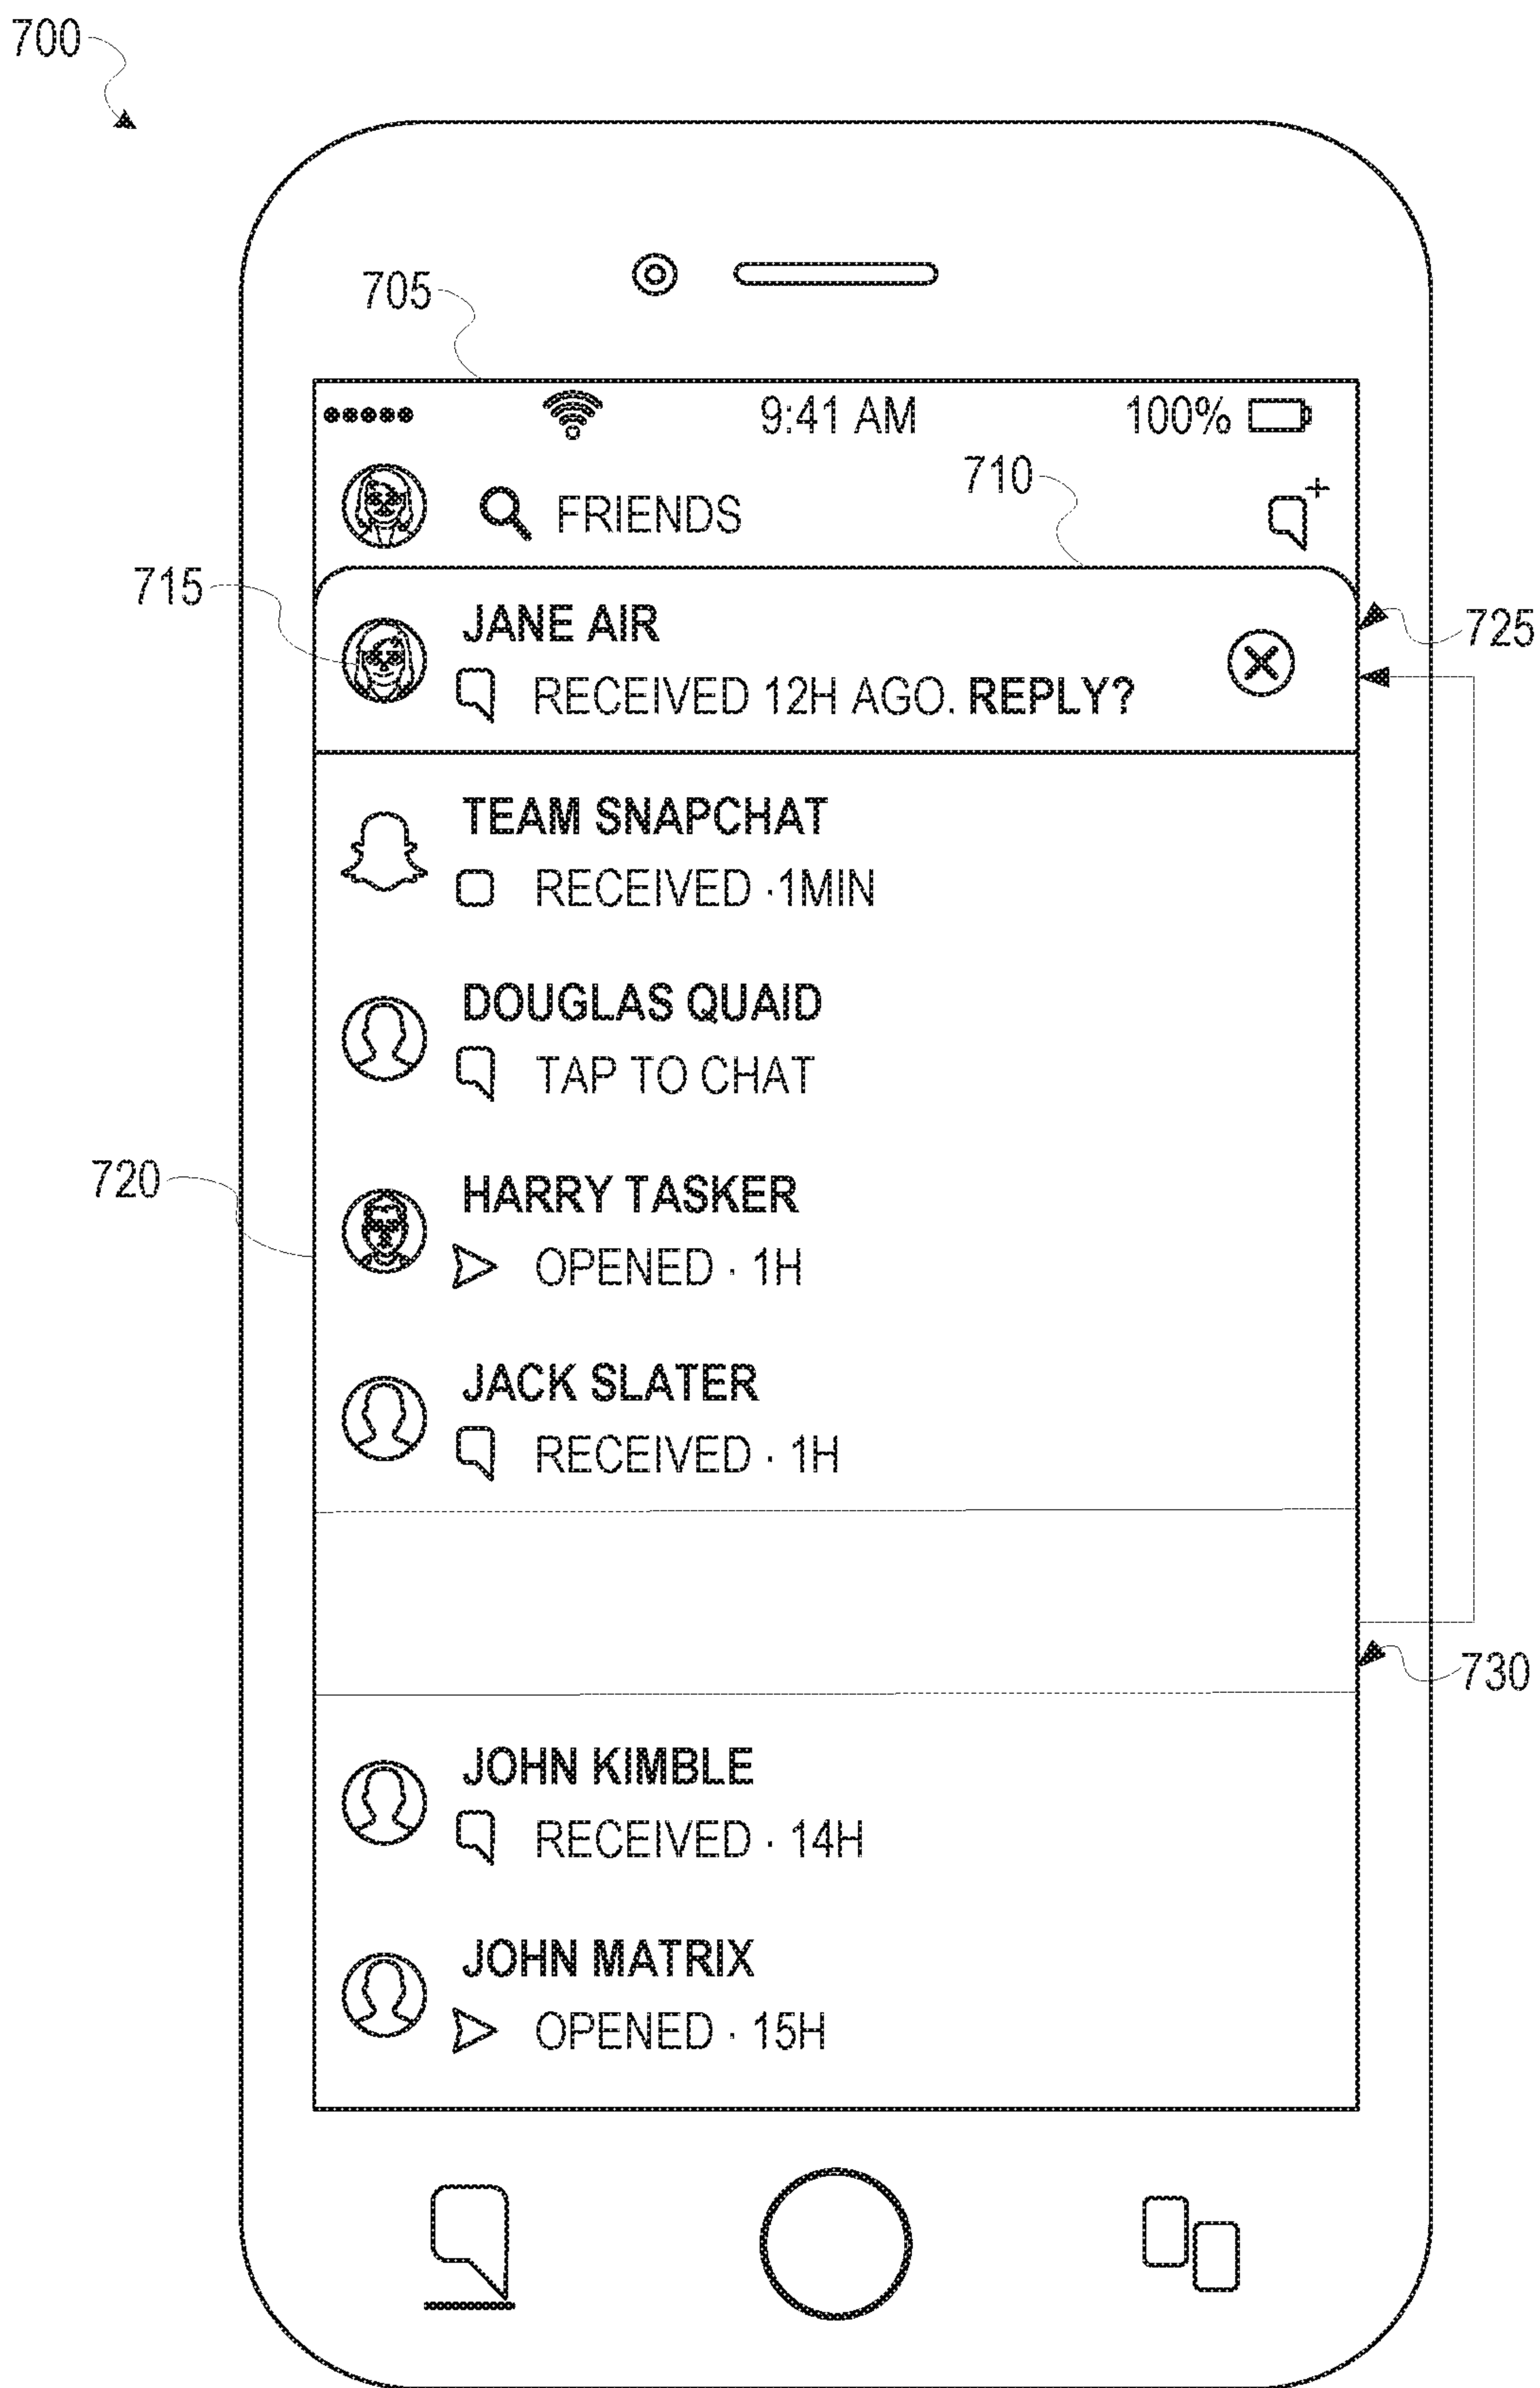 700
705
9:41 AM 100%
FRIENDS
710
715
JANE AIR
RECEIVED 12H AGO. REPLY?
725
TEAM SNAPCHAT
RECEIVED ·1MIN
DOUGLAS QUAID
TAP TO CHAT
720
HARRY TASKER
OPENED · 1H
JACK SLATER
RECEIVED · 1H
730
JOHN KIMBLE
RECEIVED · 14H
JOHN MATRIX
OPENED · 15H